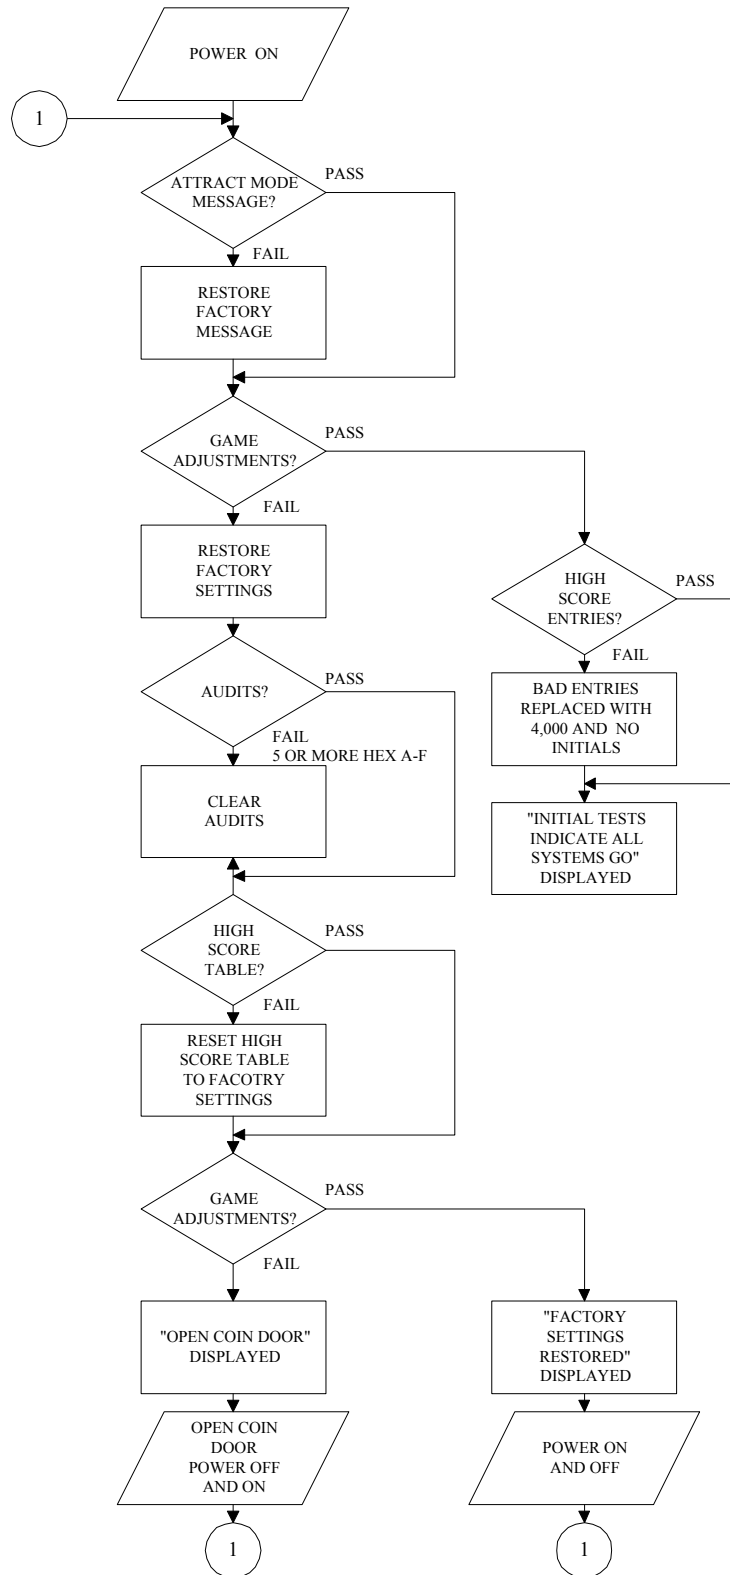 POWER ON
1
ATTRACT MODE
MESSAGE?
PASS
FAIL
RESTORE
FACTORY
MESSAGE
GAME
ADJUSTMENTS?
PASS
FAIL
RESTORE
FACTORY
SETTINGS
HIGH
SCORE
ENTRIES?
PASS
FAIL
BAD ENTRIES
REPLACED WITH
4,000 AND NO
INITIALS
"INITIAL TESTS
INDICATE ALL
SYSTEMS GO"
DISPLAYED
AUDITS?
PASS
FAIL
5 OR MORE HEX A-F
CLEAR
AUDITS
HIGH
SCORE
TABLE?
PASS
FAIL
RESET HIGH
SCORE TABLE
TO FACOTRY
SETTINGS
GAME
ADJUSTMENTS?
PASS
FAIL
"OPEN COIN DOOR"
DISPLAYED
OPEN COIN
DOOR
POWER OFF
AND ON
1
"FACTORY
SETTINGS
RESTORED"
DISPLAYED
POWER ON
AND OFF
1